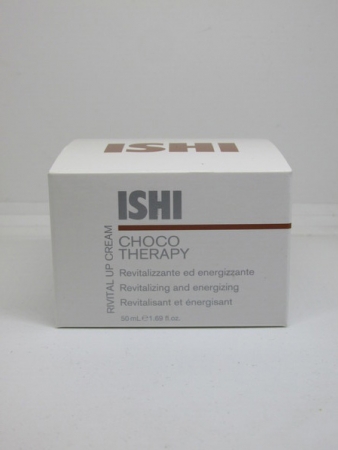 ISHI
ISHI
RIVITAL UP CREAM
CHOCO
THERAPY
Revitalizzante ed energizzante
Revitalizing and energizing
Revitalisant et énergisant
50 mL ℮ 1.69 fl.oz.